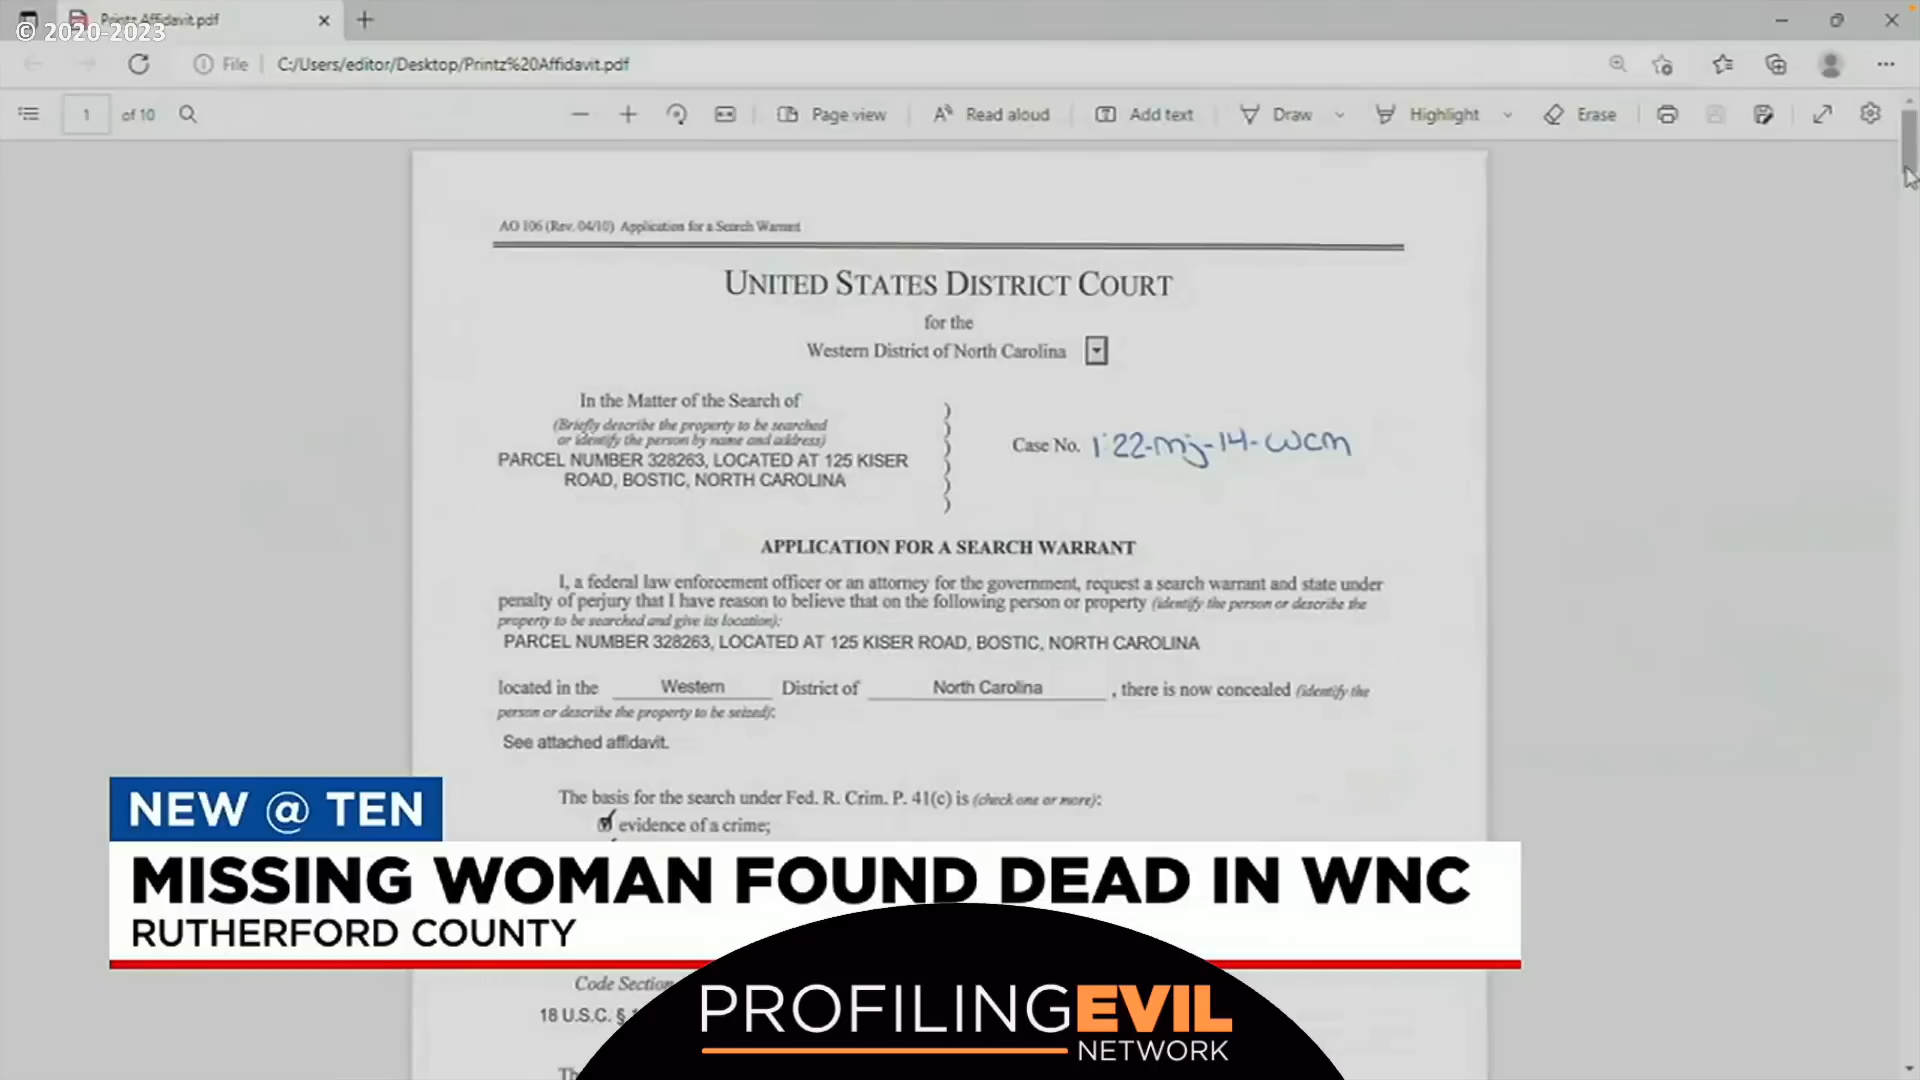 Printz Affidavit.pdf
© 2020-2023
File C:/Users/editor/Desktop/Printz%20Affidavit.pdf
1 of 10 Page view Read aloud Add text Draw Highlight Erase
AO 106 (Rev. 04/10) Application for a Search Warrant
UNITED STATES DISTRICT COURT
for the
Western District of North Carolina
In the Matter of the Search of
(Briefly describe the property to be searched
or identify the person by name and address)
PARCEL NUMBER 328263, LOCATED AT 125 KISER
ROAD, BOSTIC, NORTH CAROLINA
Case No. 1:22-mj-14-WCM
APPLICATION FOR A SEARCH WARRANT
I, a federal law enforcement officer or an attorney for the government, request a search warrant and state under
penalty of perjury that I have reason to believe that on the following person or property (identify the person or describe the
property to be searched and give its location):
PARCEL NUMBER 328263, LOCATED AT 125 KISER ROAD, BOSTIC, NORTH CAROLINA
located in the Western District of North Carolina , there is now concealed (identify the
person or describe the property to be seized):
See attached affidavit.
The basis for the search under Fed. R. Crim. P. 41(c) is (check one or more):
evidence of a crime;
NEW @ TEN
MISSING WOMAN FOUND DEAD IN WNC
RUTHERFORD COUNTY
Code Section
18 U.S.C. §
PROFILING EVIL
NETWORK